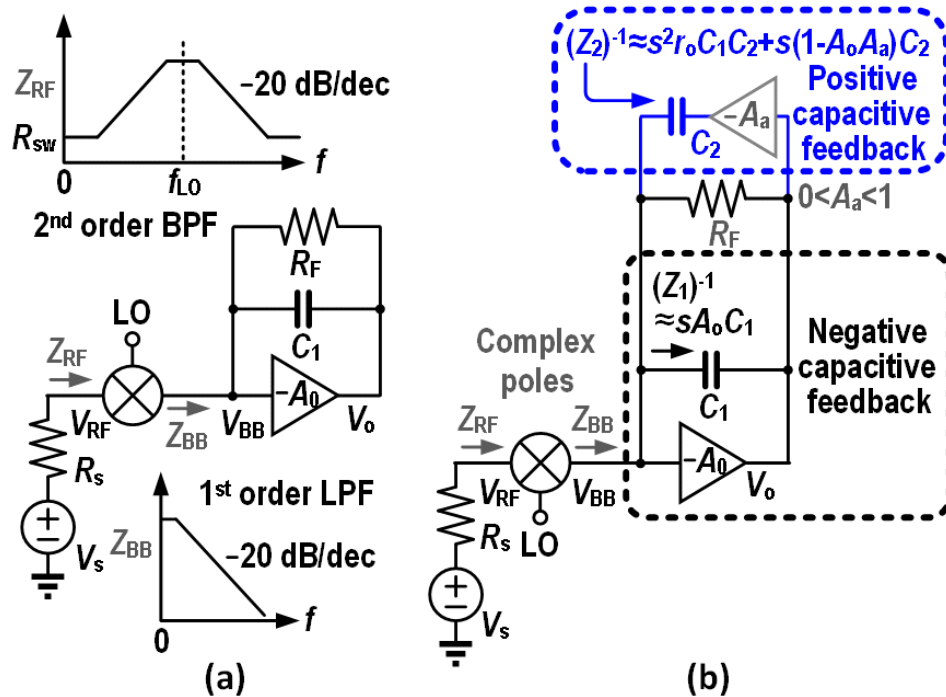 Z_RF
R_sw
0
f_LO
f
−20 dB/dec
2nd order BPF
R_F
C_1
LO
Z_RF
V_RF
Z_BB
V_BB
−A_0
V_o
R_s
V_s
1st order LPF
Z_BB
−20 dB/dec
0
f
(a)
(Z_2)^-1≈s^2r_oC_1C_2+s(1-A_oA_a)C_2
Positive
capacitive
feedback
−A_a
C_2
0<A_a<1
R_F
(Z_1)^-1
≈sA_oC_1
Negative
capacitive
feedback
C_1
Complex
poles
Z_RF
Z_BB
V_RF
V_BB
−A_0
V_o
LO
R_s
V_s
(b)